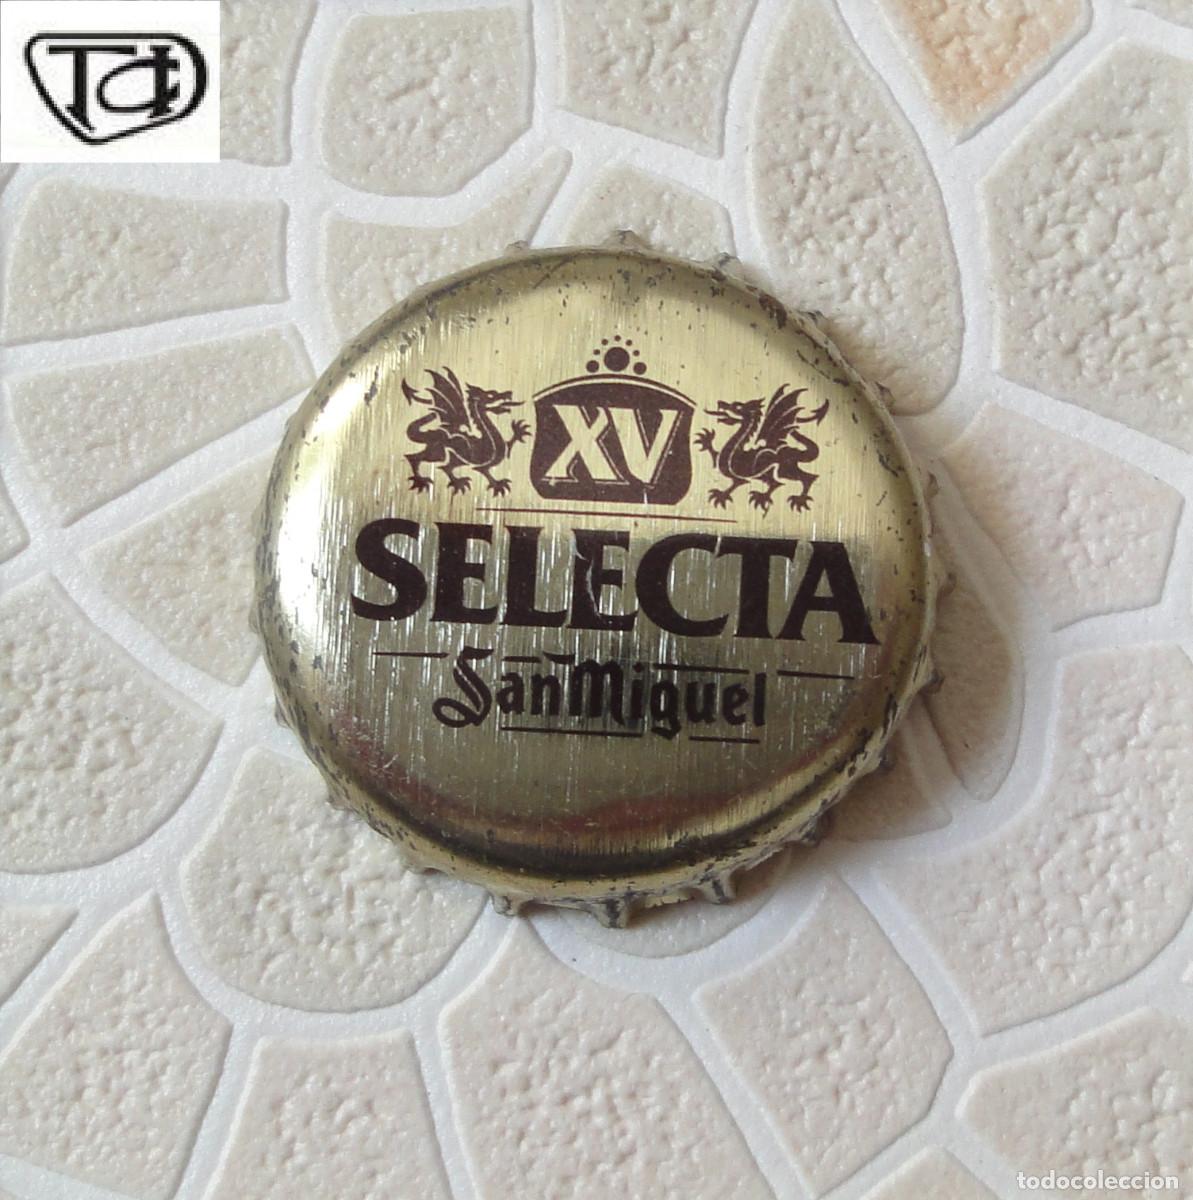 XV
SELECTA
San Miguel
todocoleccion